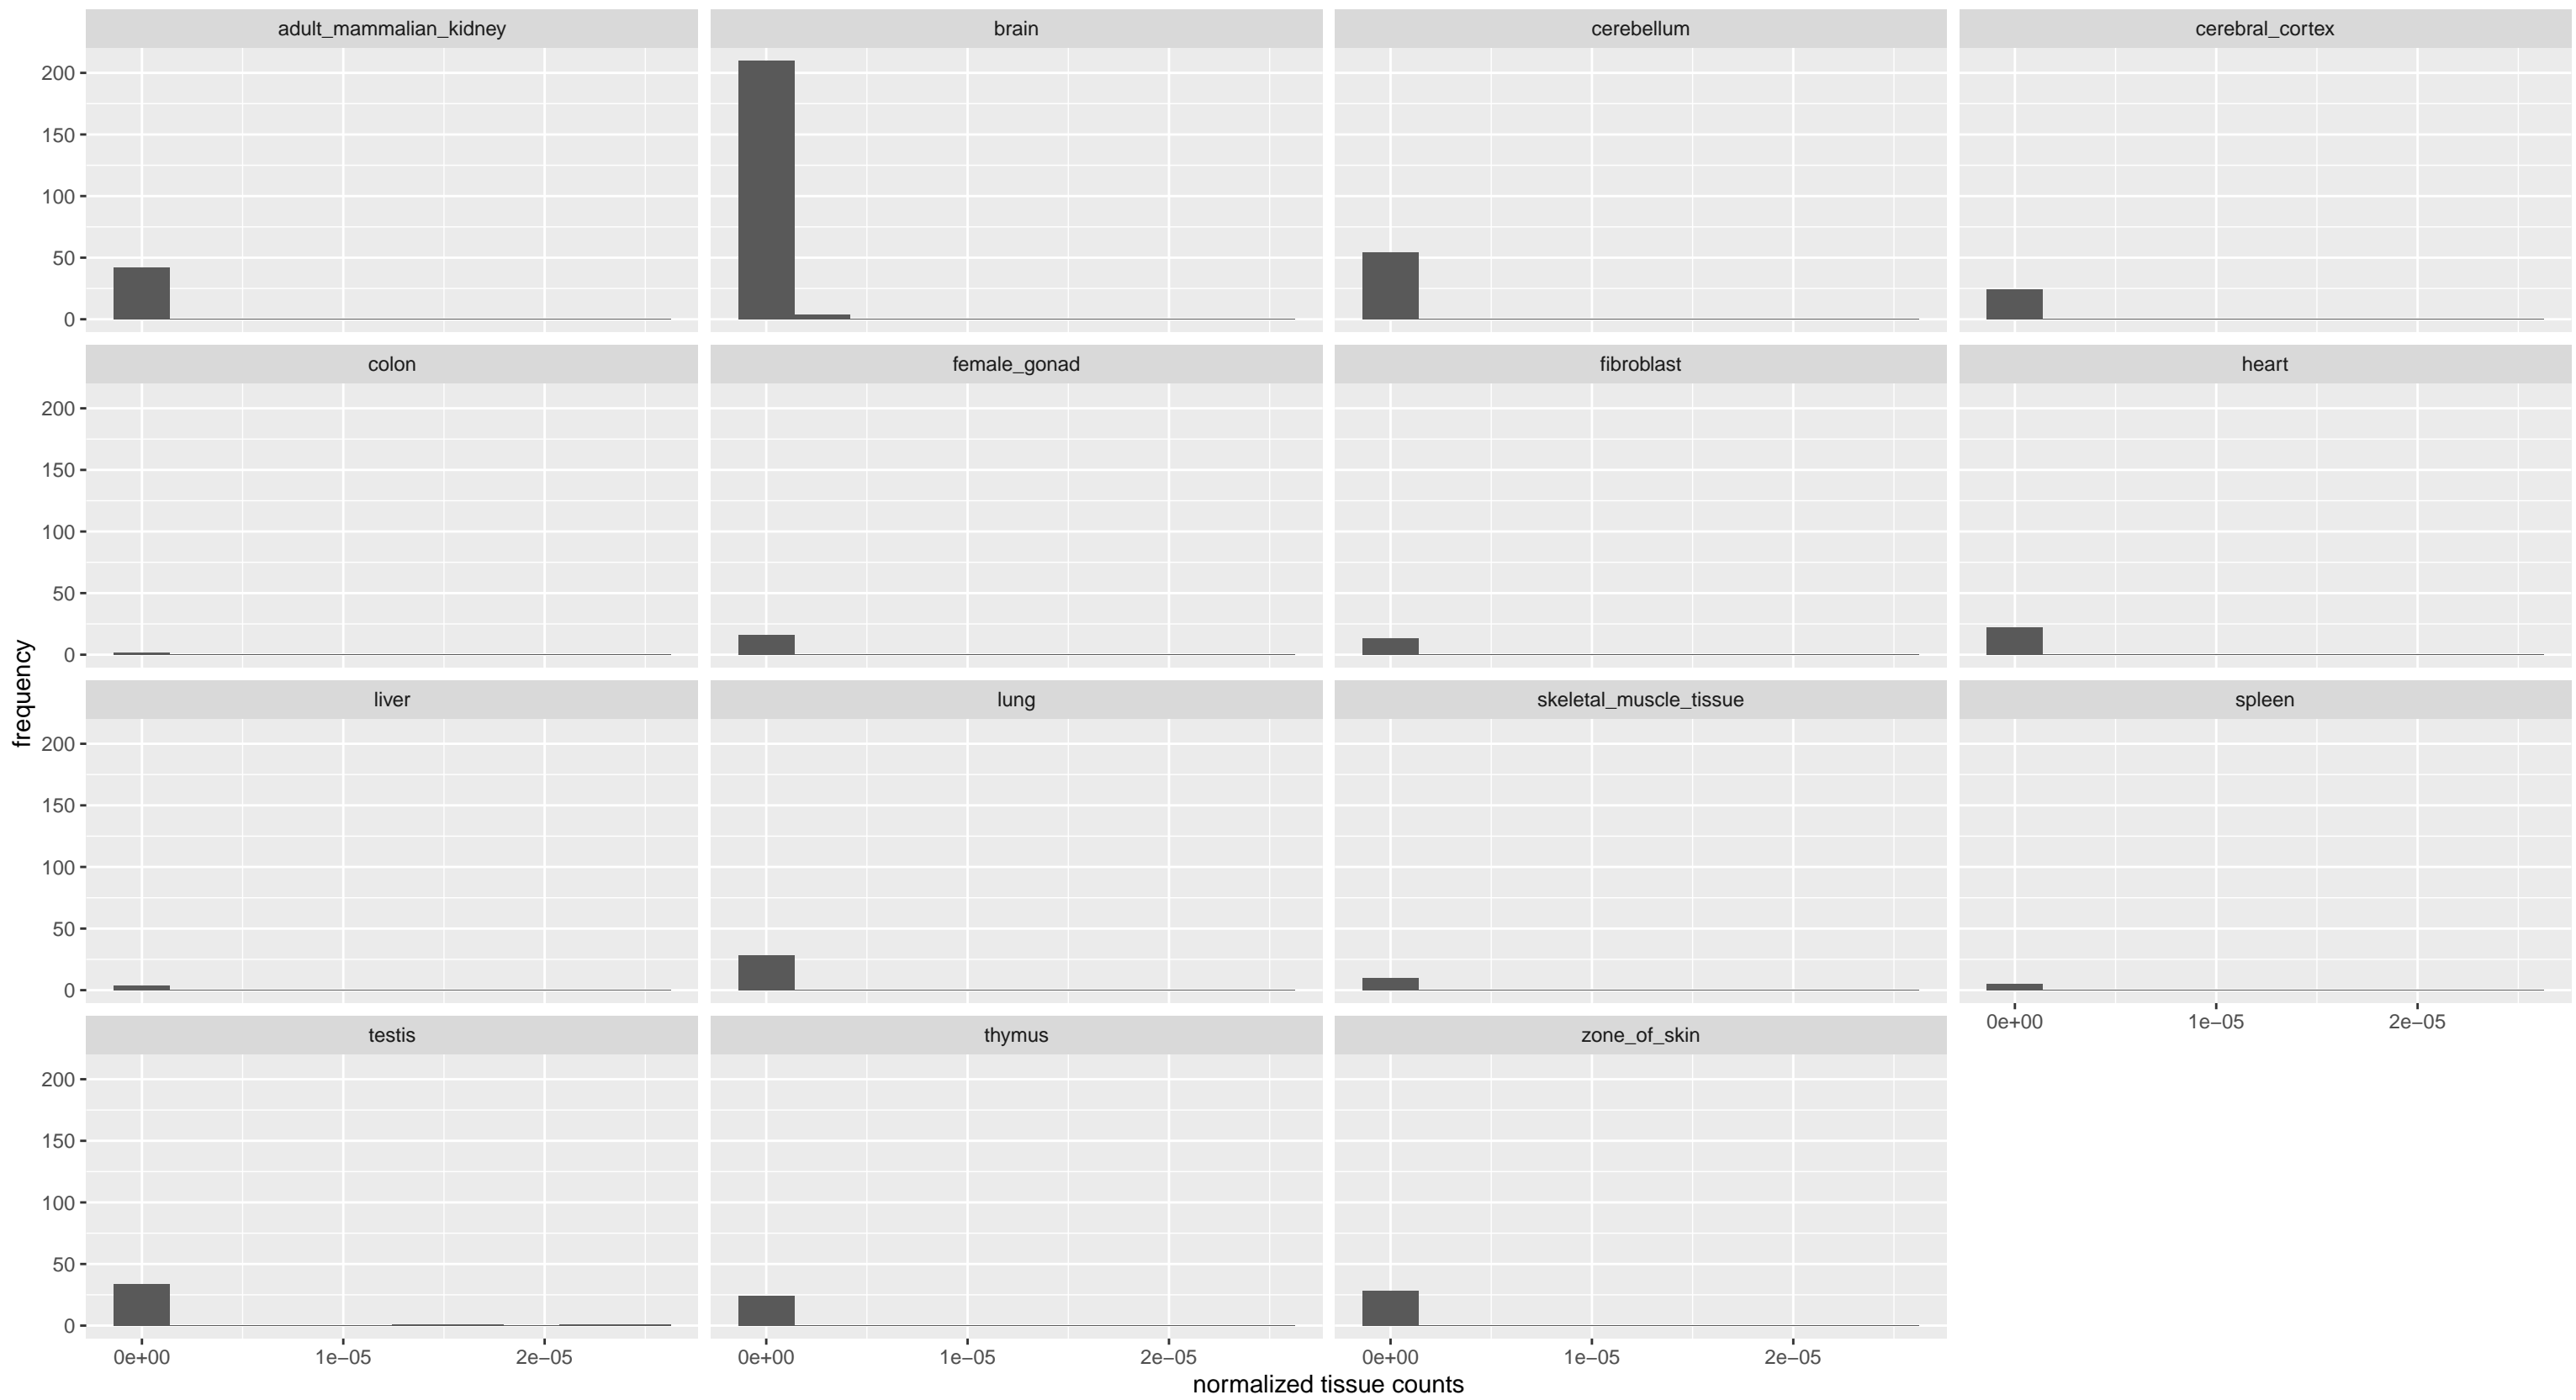 adult_mammalian_kidney brain cerebellum cerebral_cortex
200
150
100
50
0
colon female_gonad fibroblast heart
200
150
100
50
0
liver lung skeletal_muscle_tissue spleen
200
150
100
50
0
0e+00 1e−05 2e−05
testis thymus zone_of_skin
200
150
100
50
0
0e+00 1e−05 2e−05 0e+00 1e−05 2e−05 0e+00 1e−05 2e−05
normalized tissue counts
frequency